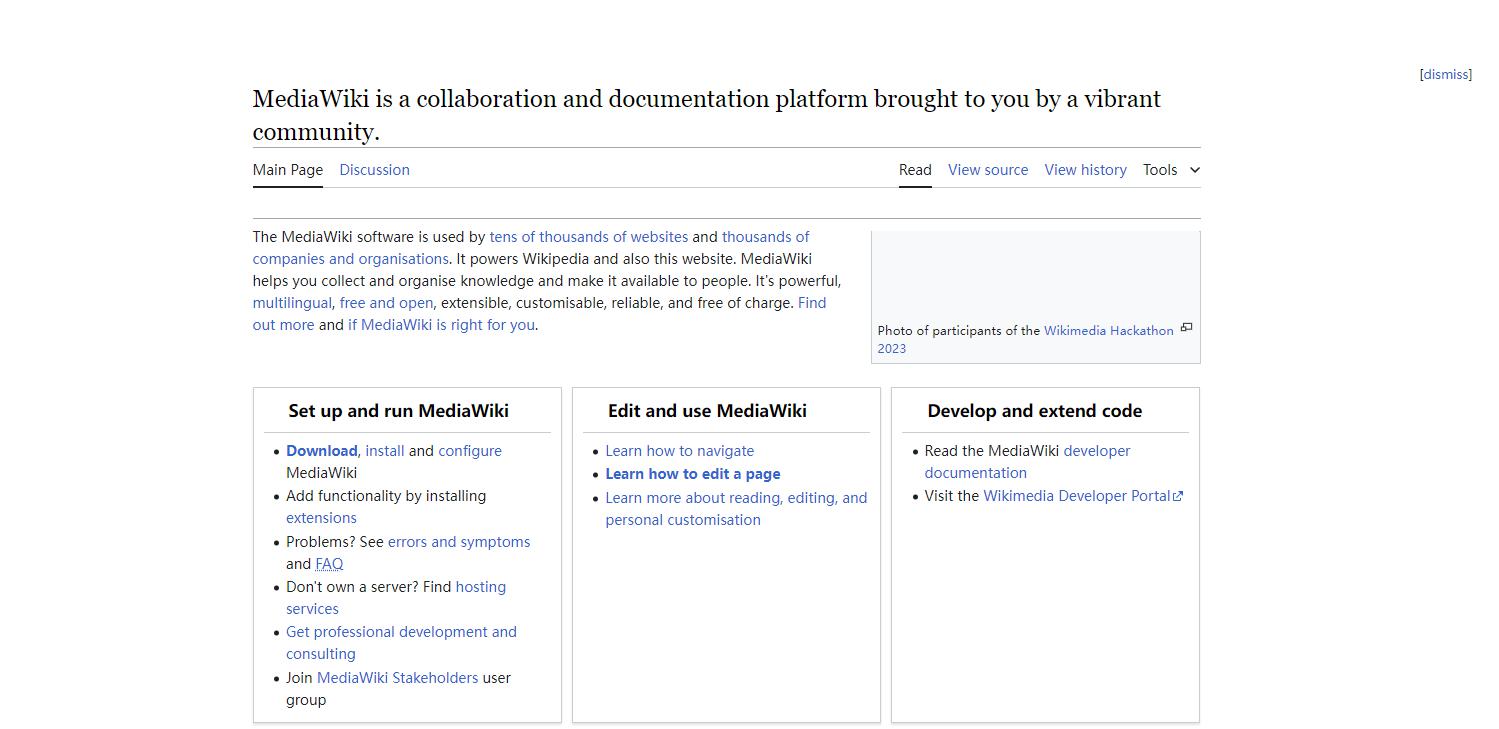 [dismiss]
MediaWiki is a collaboration and documentation platform brought to you by a vibrant
community.
Main Page Discussion Read View source View history Tools
The MediaWiki software is used by tens of thousands of websites and thousands of
companies and organisations. It powers Wikipedia and also this website. MediaWiki
helps you collect and organise knowledge and make it available to people. It's powerful,
multilingual, free and open, extensible, customisable, reliable, and free of charge. Find
out more and if MediaWiki is right for you.
Photo of participants of the Wikimedia Hackathon
2023
Set up and run MediaWiki
Download, install and configure
MediaWiki
Add functionality by installing
extensions
Problems? See errors and symptoms
and FAQ
Don't own a server? Find hosting
services
Get professional development and
consulting
Join MediaWiki Stakeholders user
group
Edit and use MediaWiki
Learn how to navigate
Learn how to edit a page
Learn more about reading, editing, and
personal customisation
Develop and extend code
Read the MediaWiki developer
documentation
Visit the Wikimedia Developer Portal